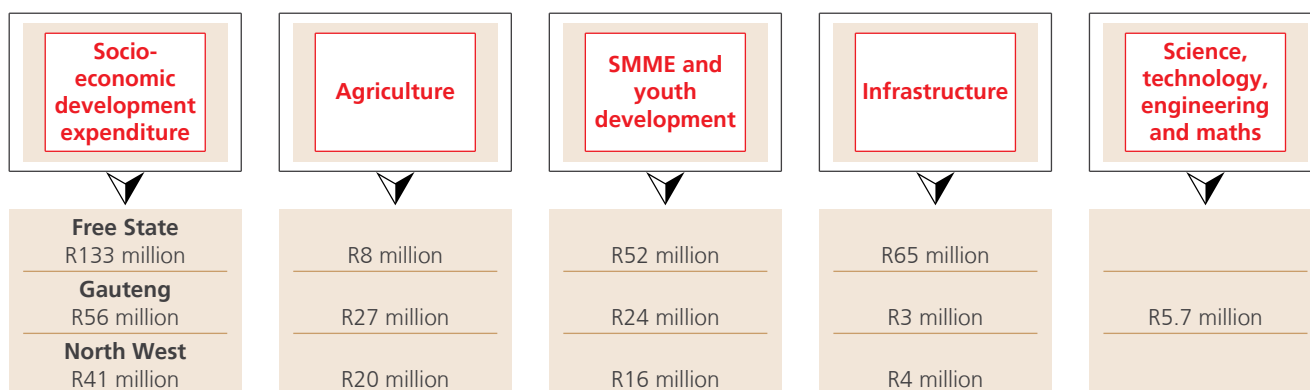 Socio-
economic
development
expenditure
Agriculture
SMME and
youth
development
Infrastructure
Science,
technology,
engineering
and maths
Free State
R133 million
R8 million
R52 million
R65 million
Gauteng
R56 million
R27 million
R24 million
R3 million
R5.7 million
North West
R41 million
R20 million
R16 million
R4 million